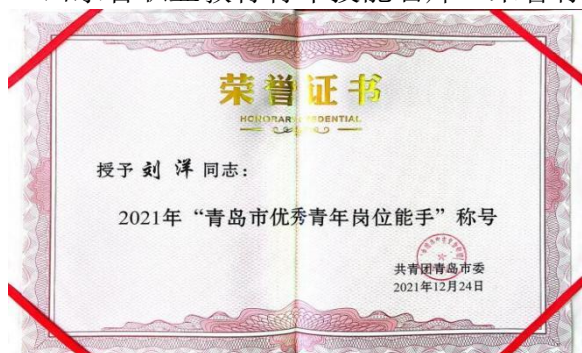 荣誉证书
授予 刘 洋 同志：
2021年“青岛市优秀青年岗位能手”称号
共青团青岛市委
2021年12月24日